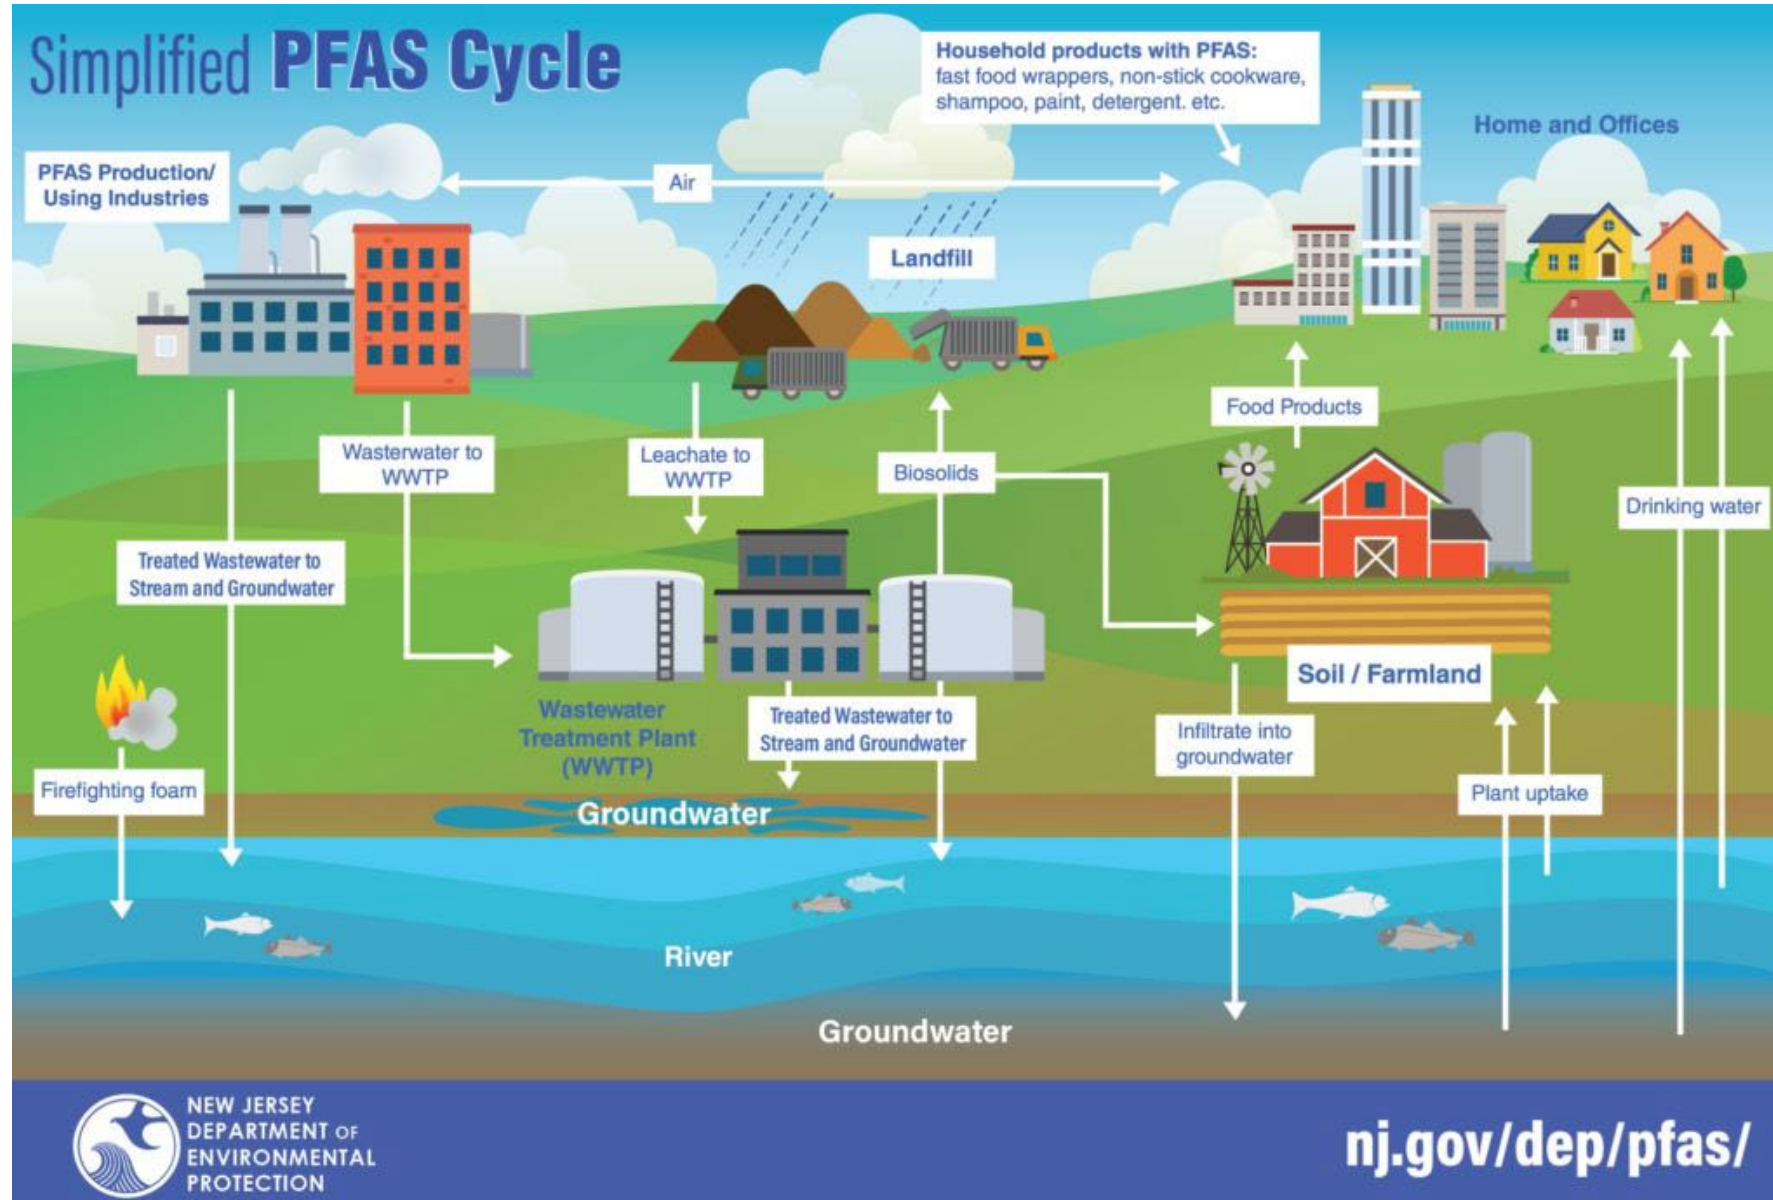 Simplified PFAS Cycle
Household products with PFAS:
fast food wrappers, non-stick cookware,
shampoo, paint, detergent. etc.
Home and Offices
PFAS Production/
Using Industries
Air
Landfill
Food Products
Wasterwater to
WWTP
Leachate to
WWTP
Biosolids
Drinking water
Treated Wastewater to
Stream and Groundwater
Soil / Farmland
Wastewater
Treatment Plant
(WWTP)
Treated Wastewater to
Stream and Groundwater
Infiltrate into
groundwater
Firefighting foam
Plant uptake
Groundwater
River
Groundwater
NEW JERSEY
DEPARTMENT OF
ENVIRONMENTAL
PROTECTION
nj.gov/dep/pfas/